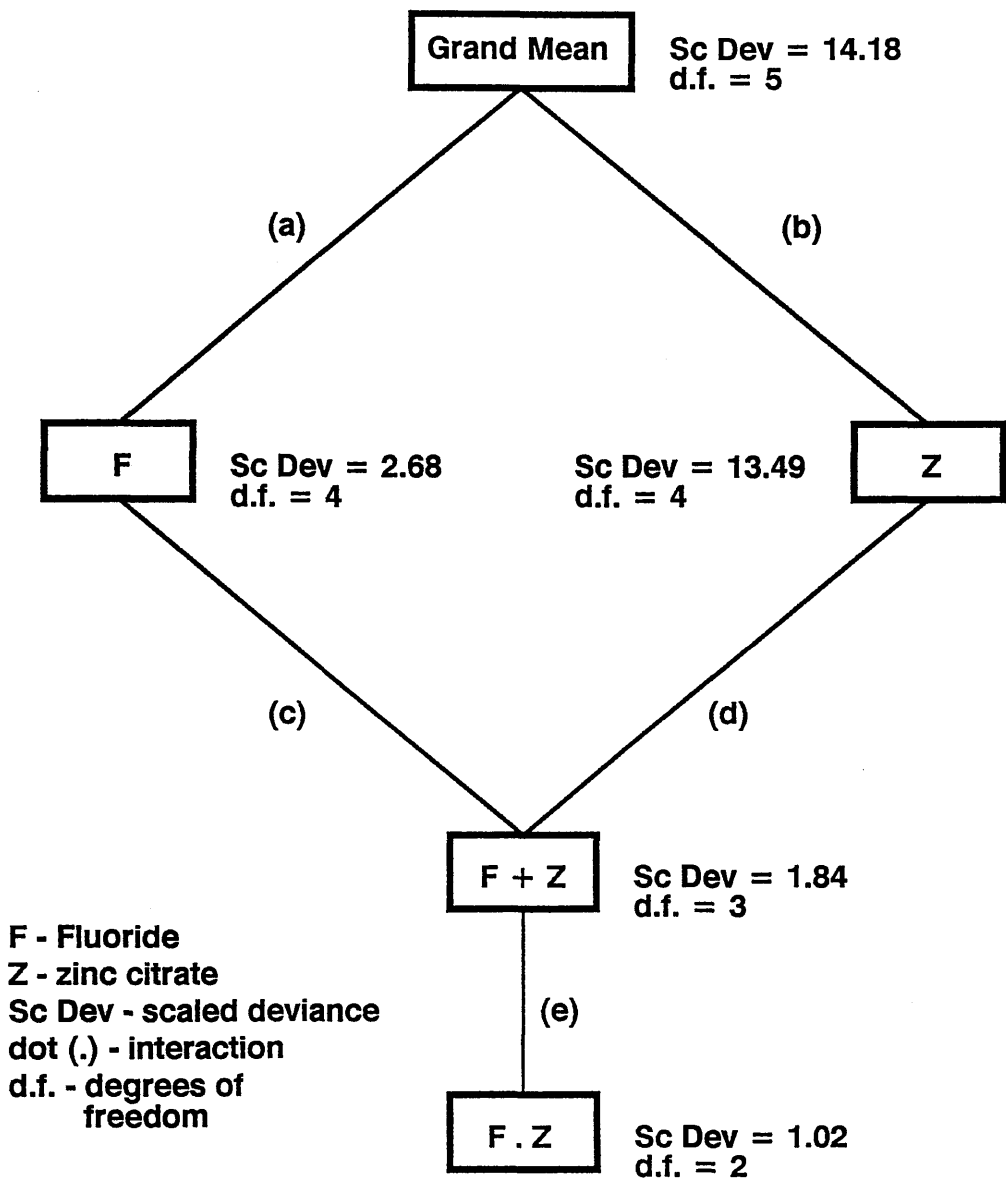 Grand Mean
Sc Dev = 14.18
d.f. = 5
(a)
(b)
F
Sc Dev = 2.68
d.f. = 4
Sc Dev = 13.49
d.f. = 4
Z
(c)
(d)
F + Z
Sc Dev = 1.84
d.f. = 3
F - Fluoride
Z - zinc citrate
Sc Dev - scaled deviance
dot (.) - interaction
d.f. - degrees of
freedom
(e)
F . Z
Sc Dev = 1.02
d.f. = 2